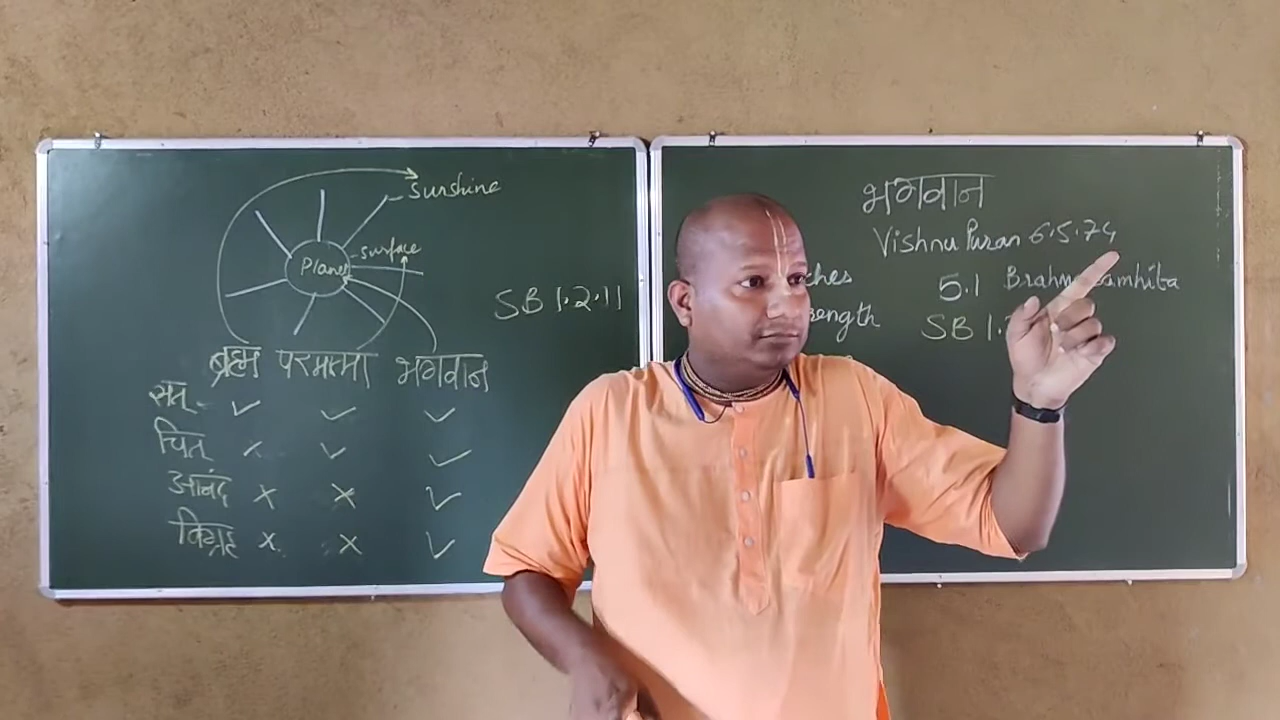 Sunshine
surface
Planet
SB 1.2.11
ब्रह्म परमात्मा भगवान
सत् ✓ ✓ ✓
चित् x ✓ ✓
आनंद x x ✓
विग्रह x x ✓
भगवान
Vishnu Puran 6.5.74
5.1
SB 1.